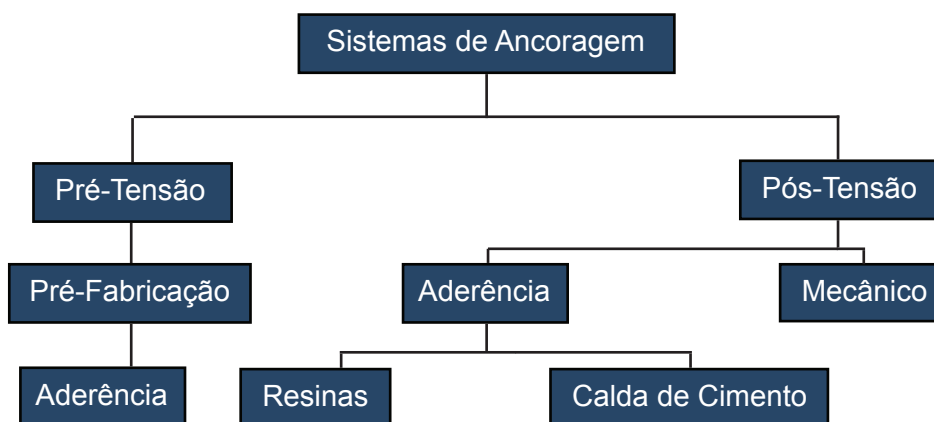 Sistemas de Ancoragem
Pré-Tensão
Pós-Tensão
Pré-Fabricação
Aderência
Mecânico
Aderência
Resinas
Calda de Cimento